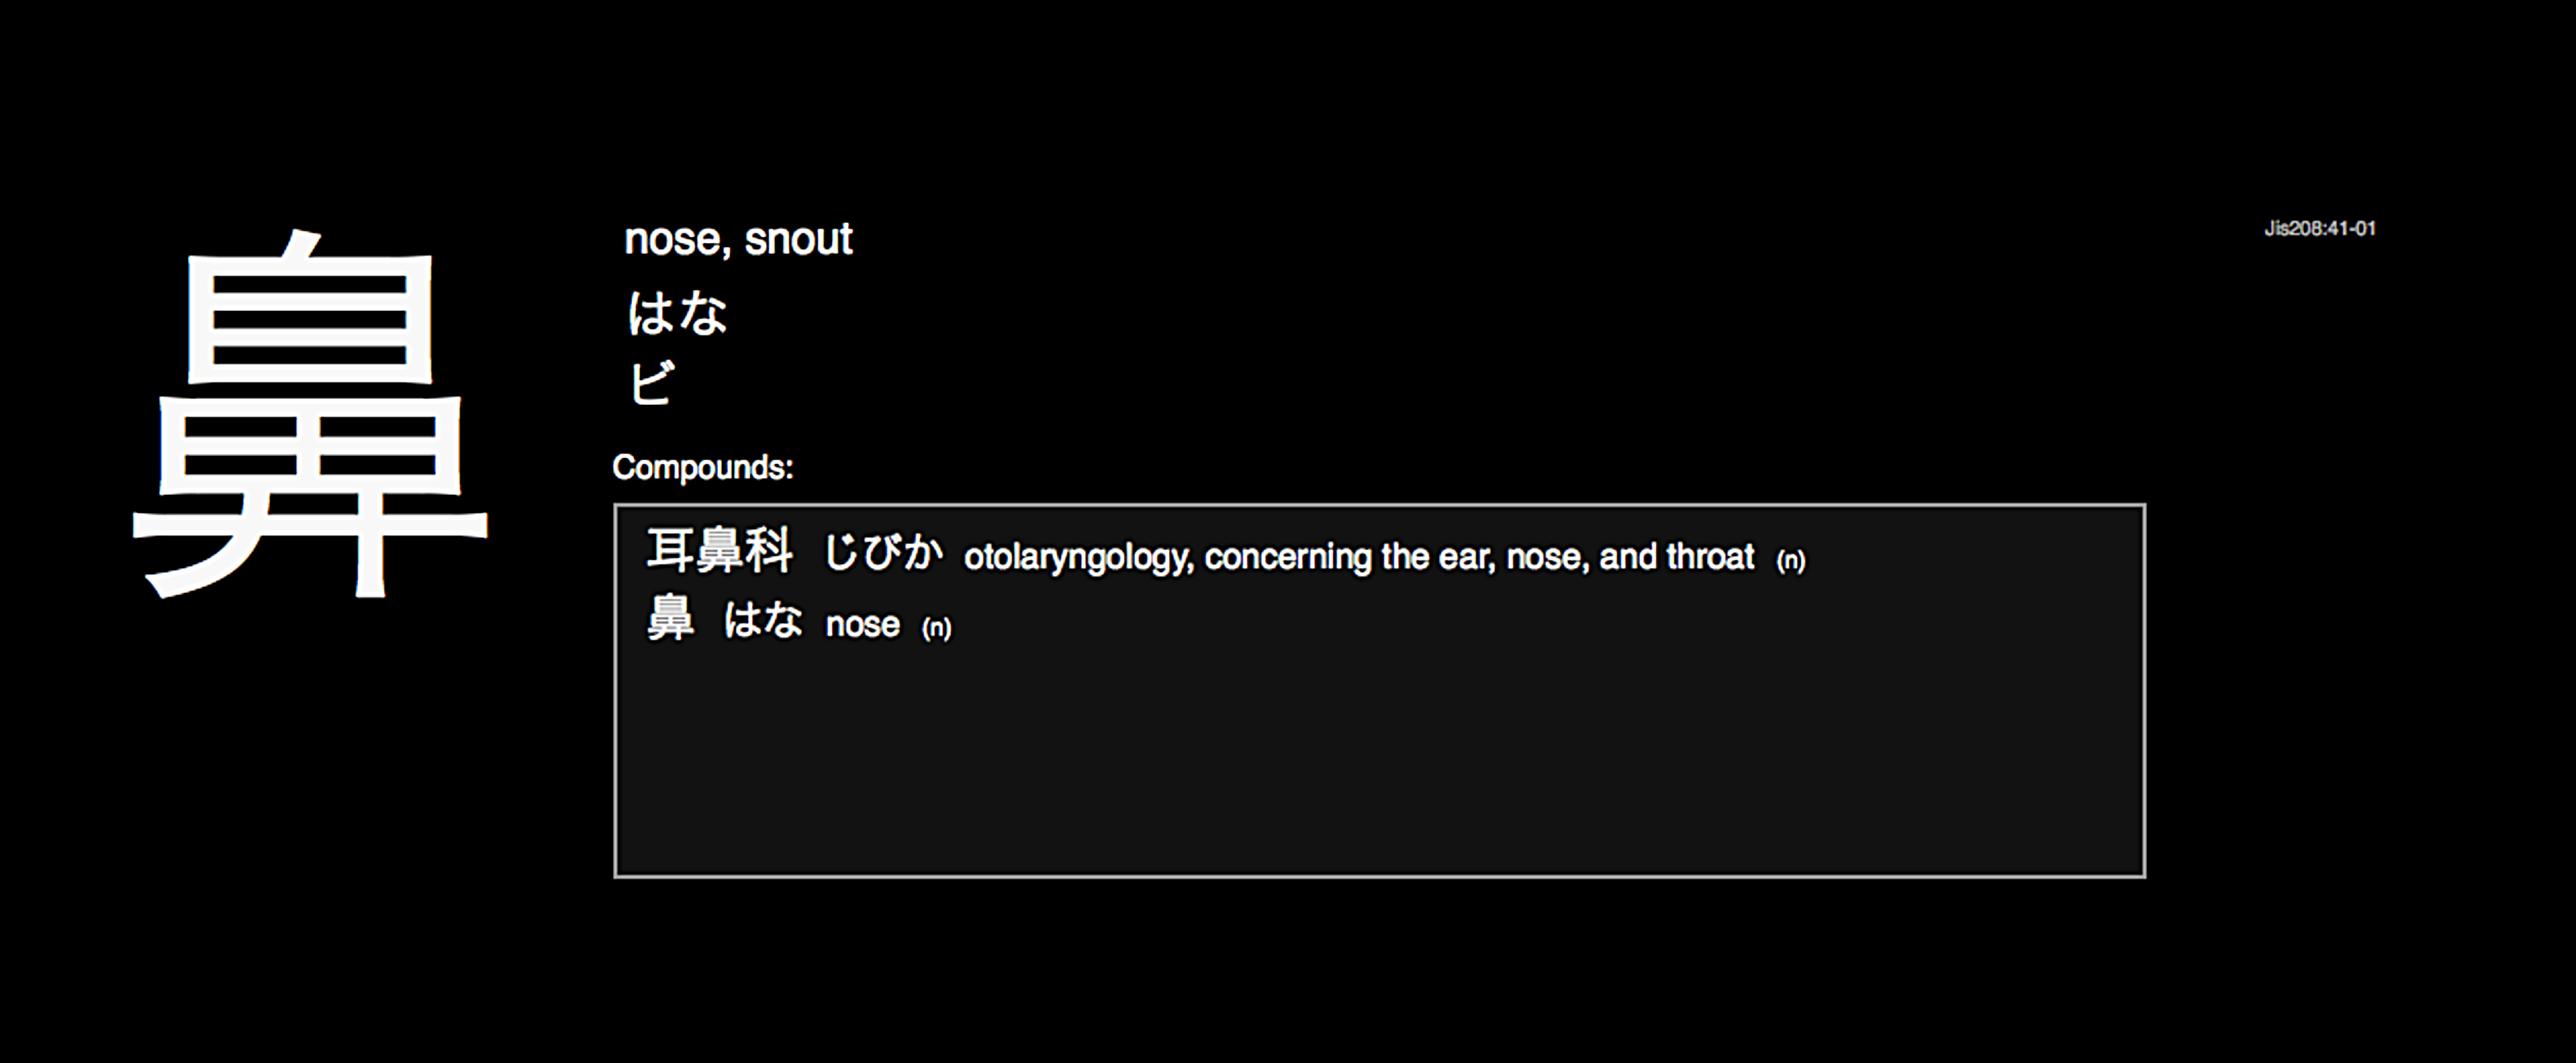 鼻
nose, snout
Jis208:41-01
はな
ビ
Compounds:
耳鼻科 じびか otolaryngology, concerning the ear, nose, and throat (n)
鼻 はな nose (n)